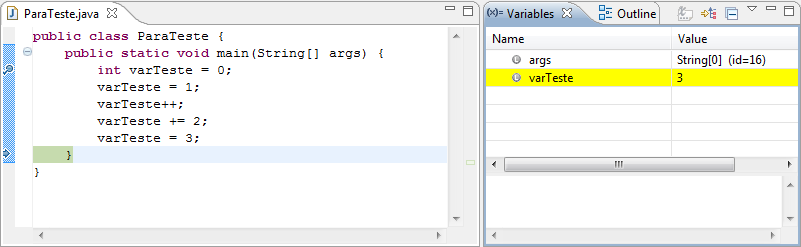 ParaTeste.java
public class ParaTeste {
public static void main(String[] args) {
int varTeste = 0;
varTeste = 1;
varTeste++;
varTeste += 2;
varTeste = 3;
}
}
(x)= Variables
Outline
Name Value
args String[0] (id=16)
varTeste 3